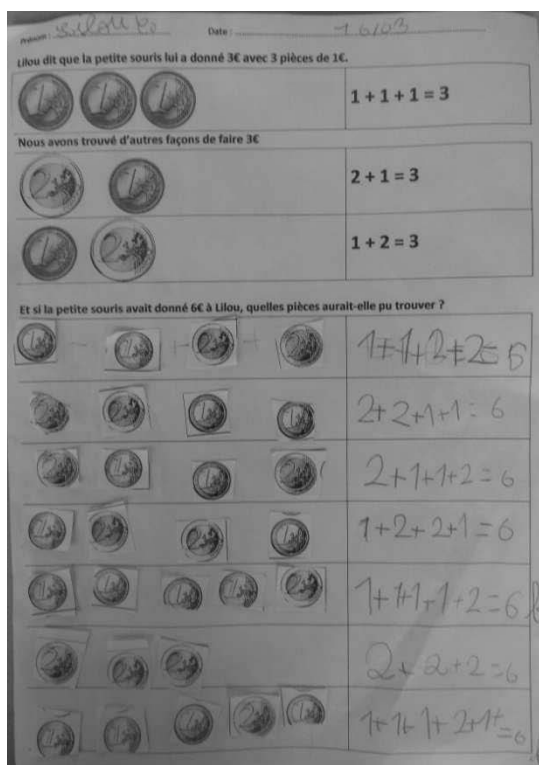 Prénom : Date : 16/03
Lilou dit que la petite souris lui a donné 3€ avec 3 pièces de 1€.
1 + 1 + 1 = 3
Nous avons trouvé d'autres façons de faire 3€
2 + 1 = 3
1 + 2 = 3
Et si la petite souris avait donné 6€ à Lilou, quelles pièces aurait-elle pu trouver ?
1+1+2+2=6
2+2+1+1=6
2+1+1+2=6
1+2+2+1=6
1+1+1+1+2=6
2+2+2=6
1+1+1+2+1+
=6